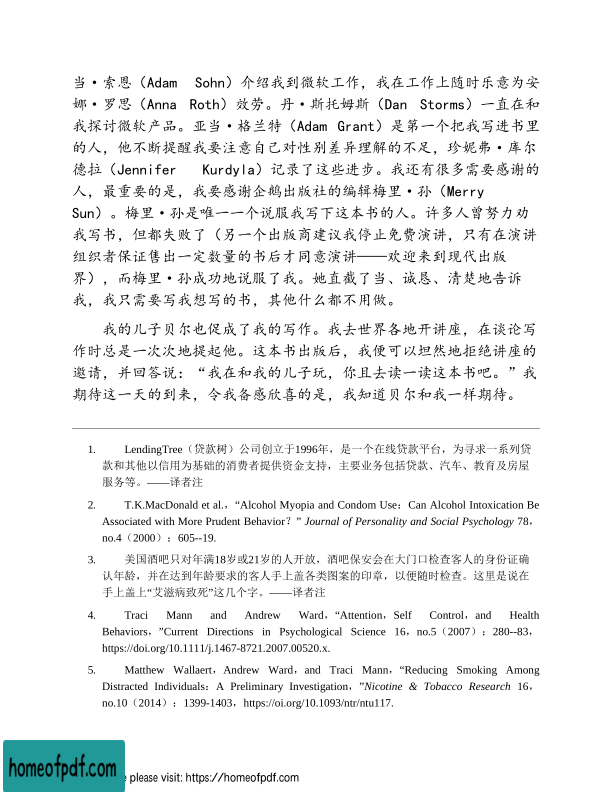 当·索恩（Adam Sohn）介绍我到微软工作，我在工作上随时乐意为安
娜·罗思（Anna Roth）效劳。丹·斯托姆斯（Dan Storms）一直在和
我探讨微软产品。亚当·格兰特（Adam Grant）是第一个把我写进书里
的人，他不断提醒我要注意自己对性别差异理解的不足，珍妮弗·库尔
德拉（Jennifer Kurdyla）记录了这些进步。我还有很多需要感谢的
人，最重要的是，我要感谢企鹅出版社的编辑梅里·孙（Merry
Sun）。梅里·孙是唯一一个说服我写下这本书的人。许多人曾努力劝
我写书，但都失败了（另一个出版商建议我停止免费演讲，只有在演讲
组织者保证售出一定数量的书后才同意演讲——欢迎来到现代出版
界），而梅里·孙成功地说服了我。她直截了当、诚恳、清楚地告诉
我，我只需要写我想写的书，其他什么都不用做。
我的儿子贝尔也促成了我的写作。我去世界各地开讲座，在谈论写
作时总是一次次地提起他。这本书出版后，我便可以坦然地拒绝讲座的
邀请，并回答说：“我在和我的儿子玩，你且去读一读这本书吧。”我
期待这一天的到来，令我备感欣喜的是，我知道贝尔和我一样期待。
1. LendingTree（贷款树）公司创立于1996年，是一个在线贷款平台，为寻求一系列贷
款和其他以信用为基础的消费者提供资金支持，主要业务包括贷款、汽车、教育及房屋
服务等。——译者注
2. T.K.MacDonald et al.，“Alcohol Myopia and Condom Use：Can Alcohol Intoxication Be
Associated with More Prudent Behavior？” Journal of Personality and Social Psychology 78，
no.4（2000）：605--19.
3. 美国酒吧只对年满18岁或21岁的人开放，酒吧保安会在大门口检查客人的身份证确
认年龄，并在达到年龄要求的客人手上盖各类图案的印章，以便随时检查。这里是说在
手上盖上“艾滋病致死”这几个字。——译者注
4. Traci Mann and Andrew Ward，“Attention，Self Control，and Health
Behaviors，”Current Directions in Psychological Science 16，no.5（2007）：280--83，
https://doi.org/10.1111/j.1467-8721.2007.00520.x.
5. Matthew Wallaert，Andrew Ward，and Traci Mann，“Reducing Smoking Among
Distracted Individuals：A Preliminary Investigation，”Nicotine & Tobacco Research 16，
no.10（2014）：1399-1403，https://oi.org/10.1093/ntr/ntu117.
homeofpdf.com
please visit: https://homeofpdf.com